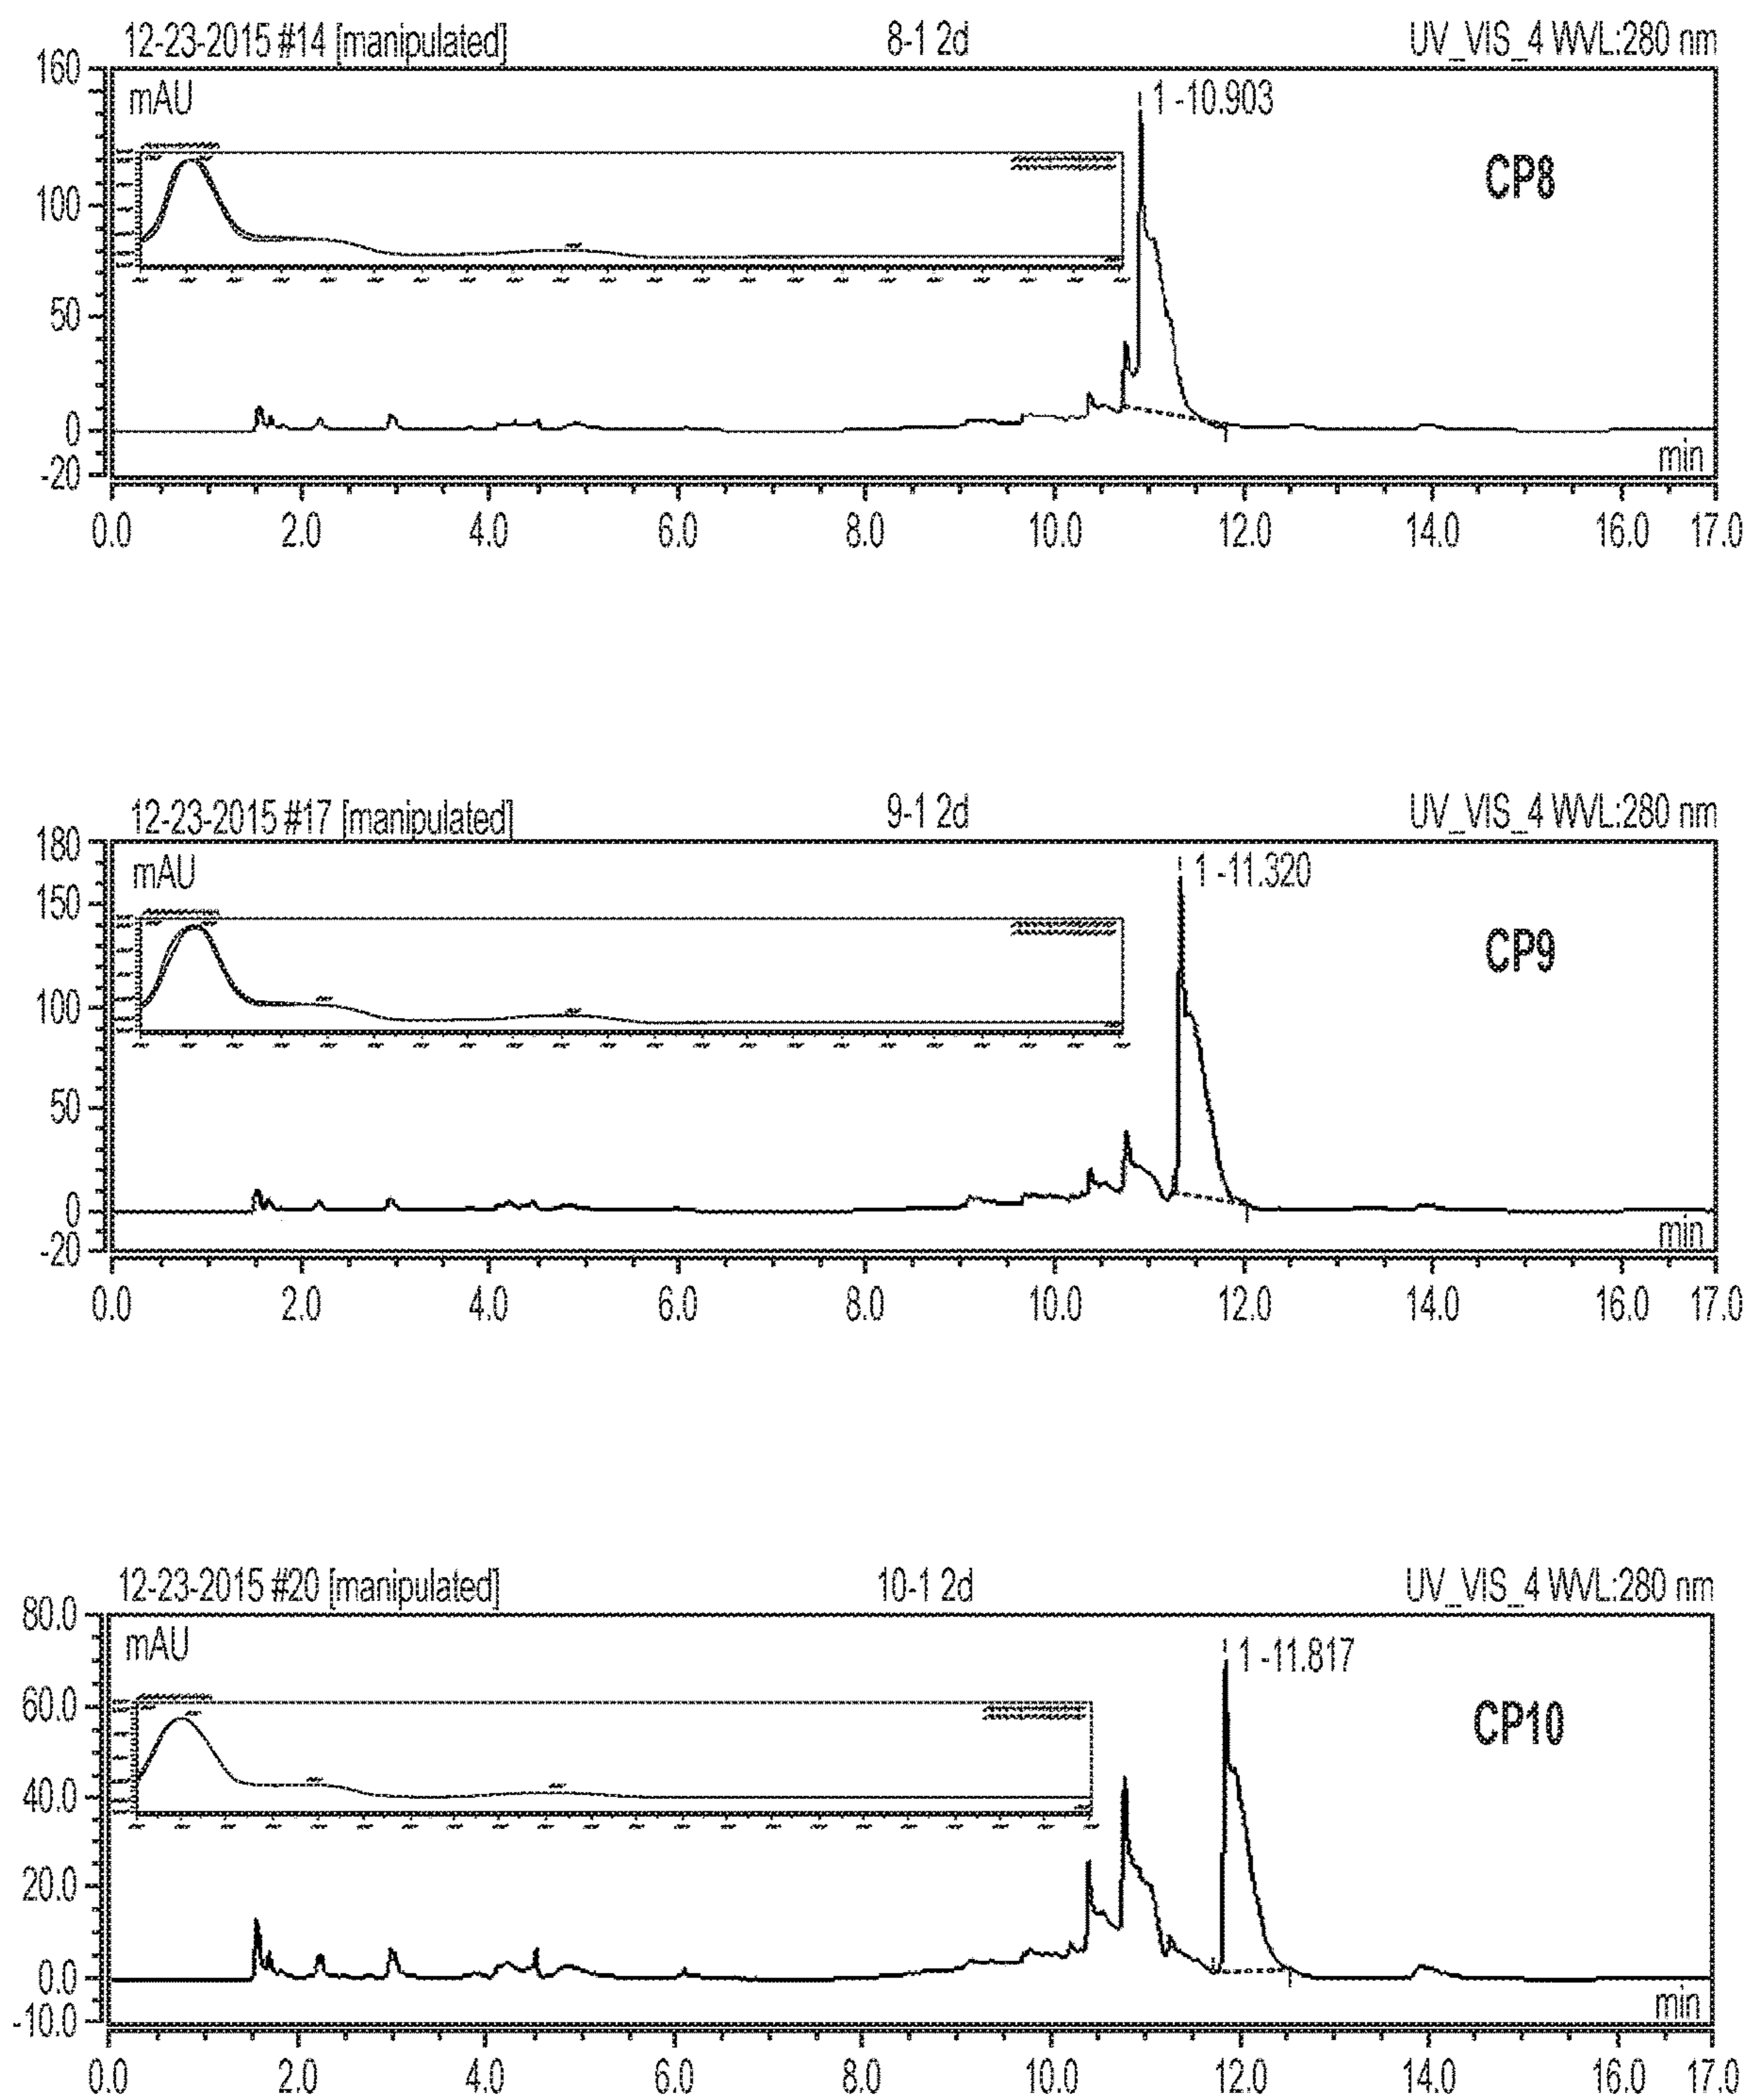 12-23-2015 #14 [manipulated] 8-1 2d UV_VIS_4 WVL:280 nm
160
mAU
1 -10.903
CP8
100
50
0
-20
min
0.0 2.0 4.0 6.0 8.0 10.0 12.0 14.0 16.0 17.0
12-23-2015 #17 [manipulated] 9-1 2d UV_VIS_4 WVL:280 nm
180
mAU
1 -11.320
150
CP9
100
50
0
-20
min
0.0 2.0 4.0 6.0 8.0 10.0 12.0 14.0 16.0 17.0
12-23-2015 #20 [manipulated] 10-1 2d UV_VIS_4 WVL:280 nm
80.0
mAU
1 -11.817
60.0
CP10
40.0
20.0
0.0
-10.0
min
0.0 2.0 4.0 6.0 8.0 10.0 12.0 14.0 16.0 17.0